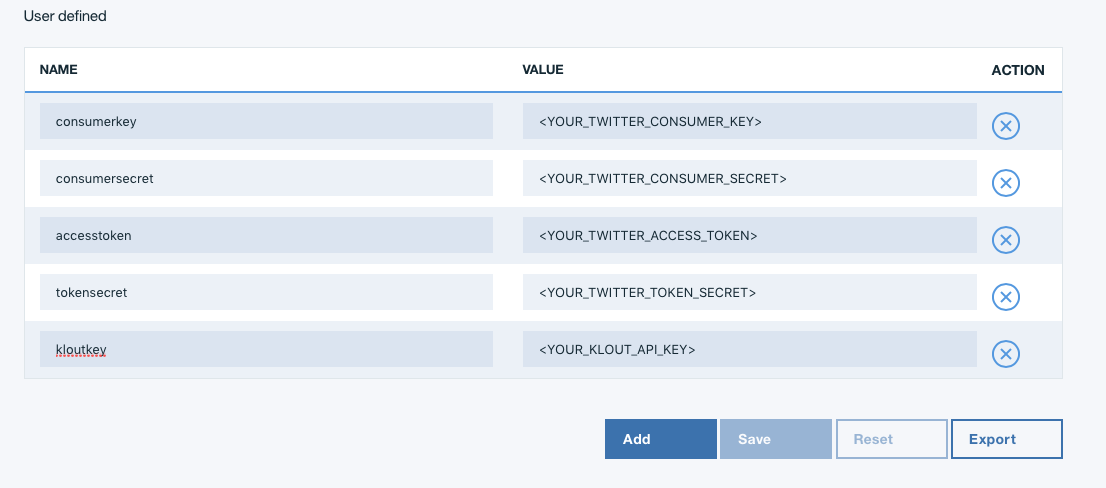 User defined
NAME VALUE ACTION
consumerkey <YOUR_TWITTER_CONSUMER_KEY>
consumersecret <YOUR_TWITTER_CONSUMER_SECRET>
accesstoken <YOUR_TWITTER_ACCESS_TOKEN>
tokensecret <YOUR_TWITTER_TOKEN_SECRET>
kloutkey <YOUR_KLOUT_API_KEY>
Add Save Reset Export